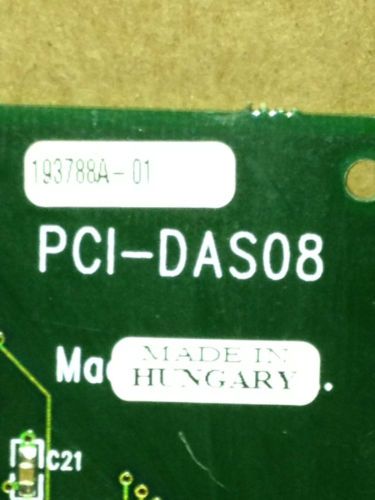 193788A-01
PCI-DAS08
MADE IN
HUNGARY
C21